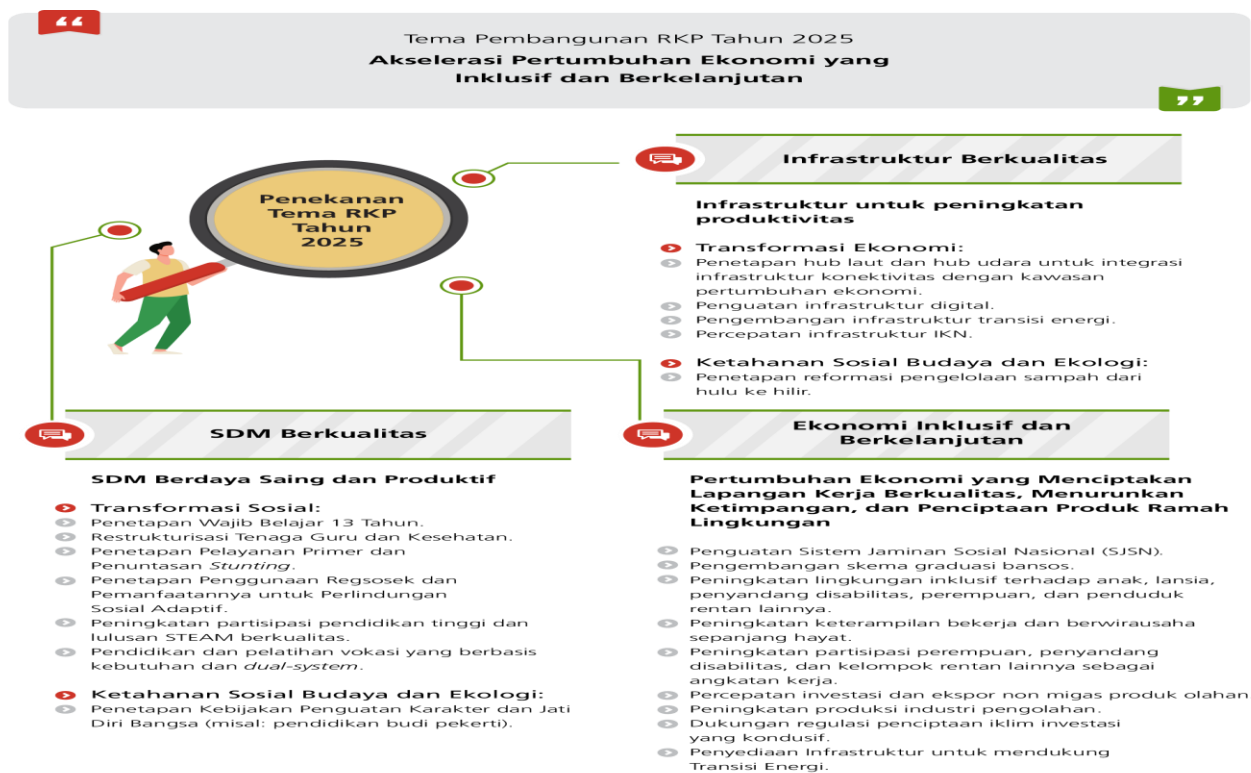 Tema Pembangunan RKP Tahun 2025
Akselerasi Pertumbuhan Ekonomi yang
Inklusif dan Berkelanjutan
Penekanan
Tema RKP
Tahun
2025
Infrastruktur Berkualitas
Infrastruktur untuk peningkatan
produktivitas
Transformasi Ekonomi:
Penetapan hub laut dan hub udara untuk integrasi
infrastruktur konektivitas dengan kawasan
pertumbuhan ekonomi.
Penguatan infrastruktur digital.
Pengembangan infrastruktur transisi energi.
Percepatan infrastruktur IKN.
Ketahanan Sosial Budaya dan Ekologi:
Penetapan reformasi pengelolaan sampah dari
hulu ke hilir.
SDM Berkualitas
SDM Berdaya Saing dan Produktif
Transformasi Sosial:
Penetapan Wajib Belajar 13 Tahun.
Restrukturisasi Tenaga Guru dan Kesehatan.
Penetapan Pelayanan Primer dan
Penuntasan Stunting.
Penetapan Penggunaan Regsosek dan
Pemanfaatannya untuk Perlindungan
Sosial Adaptif.
Peningkatan partisipasi pendidikan tinggi dan
lulusan STEAM berkualitas.
Pendidikan dan pelatihan vokasi yang berbasis
kebutuhan dan dual-system.
Ketahanan Sosial Budaya dan Ekologi:
Penetapan Kebijakan Penguatan Karakter dan Jati
Diri Bangsa (misal: pendidikan budi pekerti).
Ekonomi Inklusif dan
Berkelanjutan
Pertumbuhan Ekonomi yang Menciptakan
Lapangan Kerja Berkualitas, Menurunkan
Ketimpangan, dan Penciptaan Produk Ramah
Lingkungan
Penguatan Sistem Jaminan Sosial Nasional (SJSN).
Pengembangan skema graduasi bansos.
Peningkatan lingkungan inklusif terhadap anak, lansia,
penyandang disabilitas, perempuan, dan penduduk
rentan lainnya.
Peningkatan keterampilan bekerja dan berwirausaha
sepanjang hayat.
Peningkatan partisipasi perempuan, penyandang
disabilitas, dan kelompok rentan lainnya sebagai
angkatan kerja.
Percepatan investasi dan ekspor non migas produk olahan
Peningkatan produksi industri pengolahan.
Dukungan regulasi penciptaan iklim investasi
yang kondusif.
Penyediaan Infrastruktur untuk mendukung
Transisi Energi.